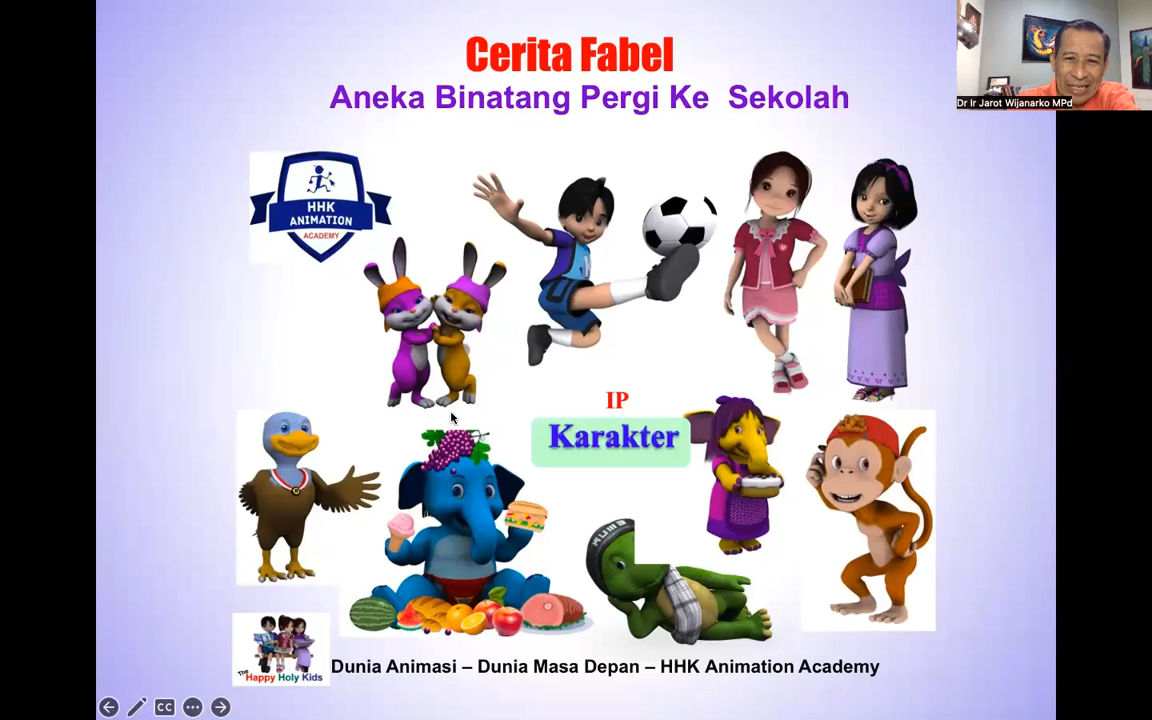 Cerita Fabel
Aneka Binatang Pergi Ke Sekolah
Dr Ir Jarot Wijanarko MPd
HHK
ANIMATION
ACADEMY
IP
Karakter
The Happy Holy Kids
Dunia Animasi – Dunia Masa Depan – HHK Animation Academy
CC